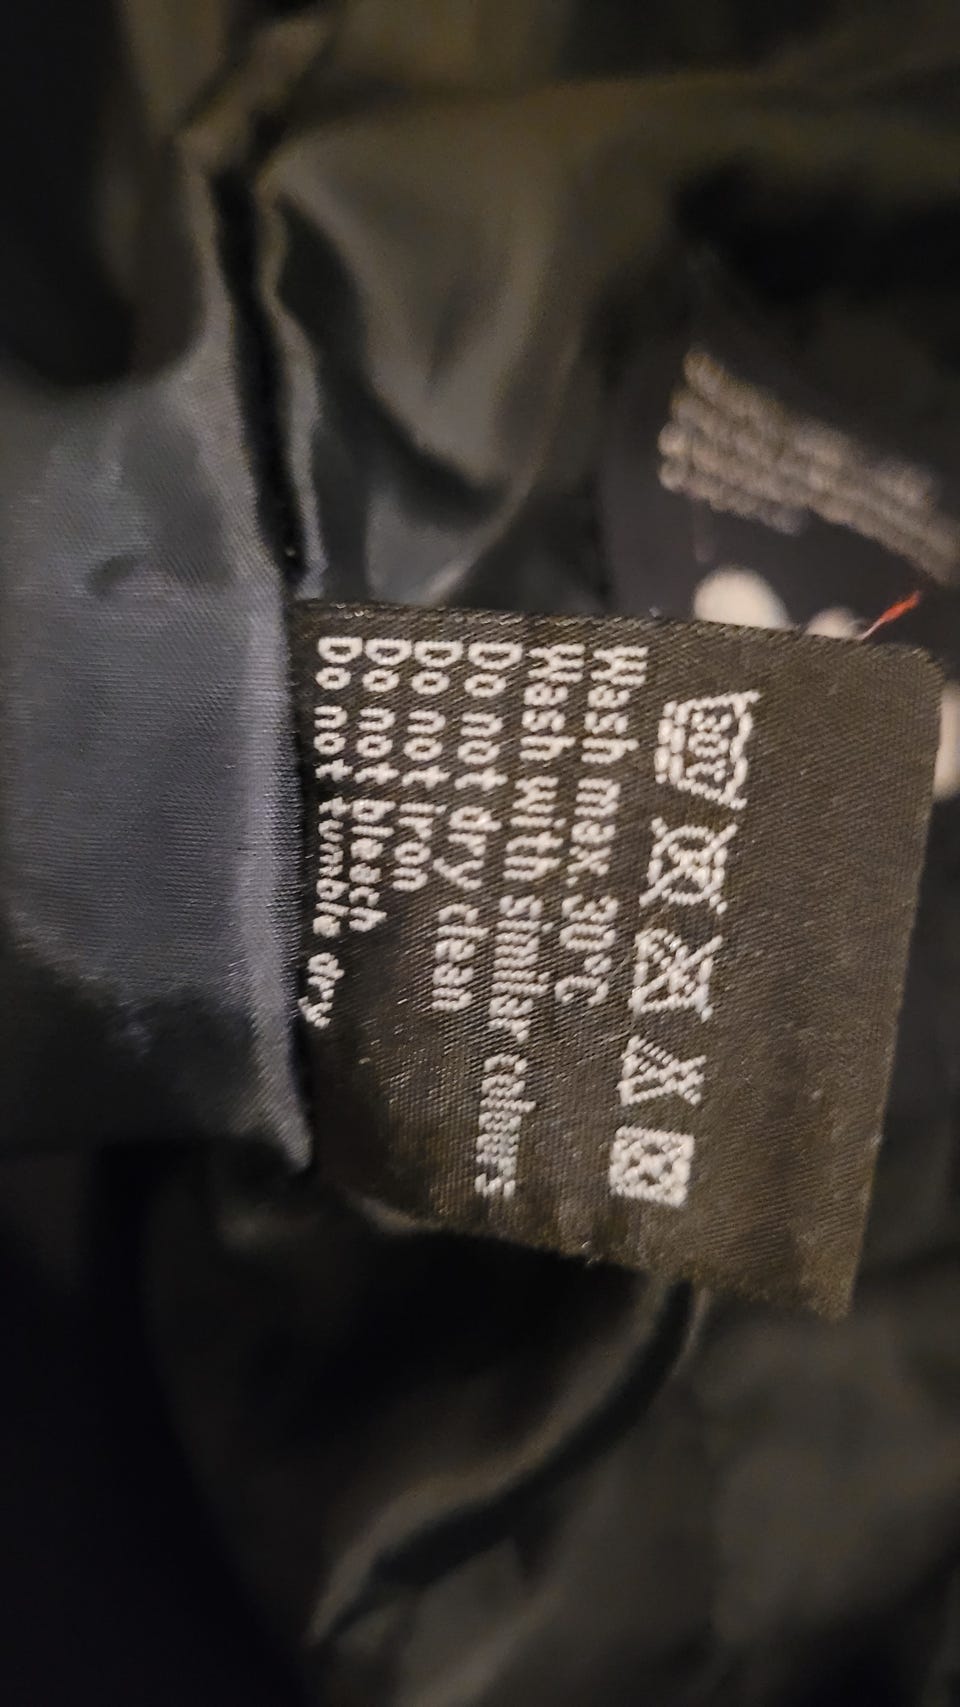 30°
Wash max. 30°C
Wash with similar colours
Do not dry clean
Do not iron
Do not bleach
Do not tumble dry